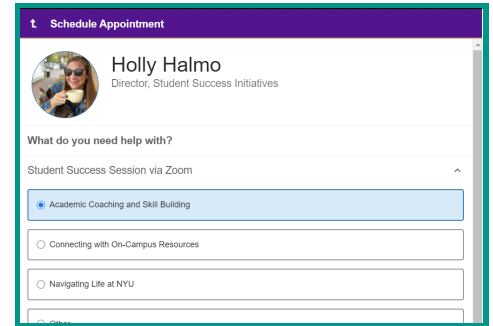 Schedule Appointment
Holly Halmo
Director, Student Success Initiatives
What do you need help with?
Student Success Session via Zoom
Academic Coaching and Skill Building
Connecting with On-Campus Resources
Navigating Life at NYU
Other